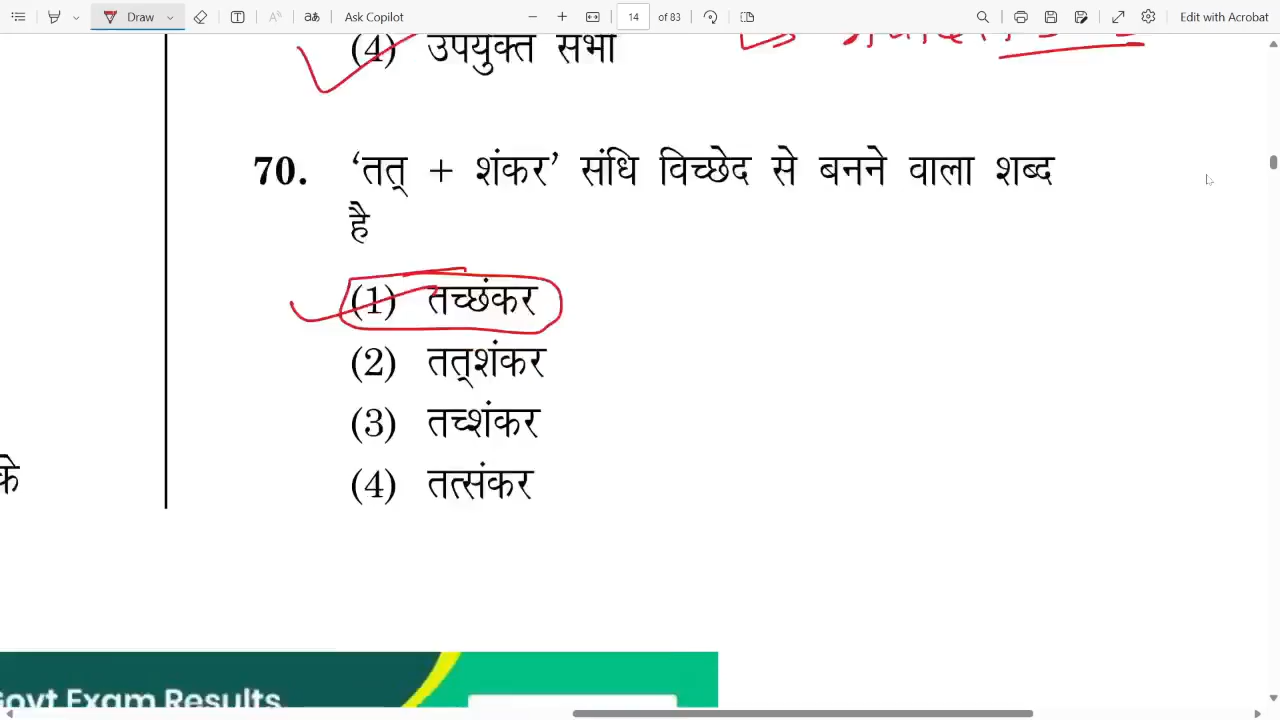 Draw
Ask Copilot
14 of 83
Edit with Acrobat
(4) उपयुक्त सभी
70. ‘तत् + शंकर’ संधि विच्छेद से बनने वाला शब्द
है
(1) तच्छंकर
(2) तत्‌शंकर
(3) तच्शंकर
(4) तत्संकर
के
Govt Exam Results